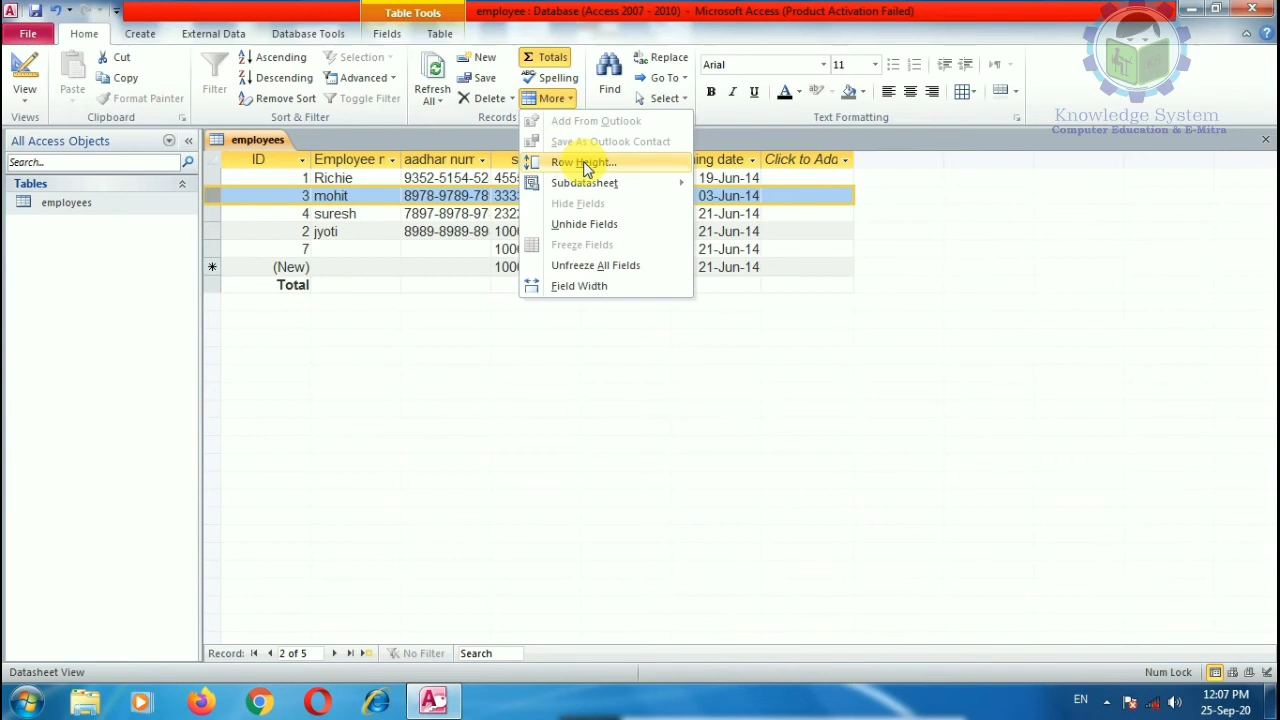 employee : Database (Access 2007 - 2010) - Microsoft Access (Product Activation Failed)
Table Tools
File Home Create External Data Database Tools Fields Table
View
Views
Paste
Cut
Copy
Format Painter
Clipboard
Filter
Ascending
Descending
Remove Sort
Selection
Advanced
Toggle Filter
Sort & Filter
Refresh All
New
Save
Delete
Totals
Spelling
More
Records
Find
Replace
Go To
Select
Arial 11
B I U A
Text Formatting
Knowledge System
Computer Education & E-Mitra
Add From Outlook
Save As Outlook Contact
Row Height...
Subdatasheet
Hide Fields
Unhide Fields
Freeze Fields
Unfreeze All Fields
Field Width
All Access Objects
Search...
Tables
employees
employees
ID Employee n aadhar num s ing date Click to Add
1 Richie 9352-5154-52 455 19-Jun-14
3 mohit 8978-9789-78 333 03-Jun-14
4 suresh 7897-8978-97 232 21-Jun-14
2 jyoti 8989-8989-89 100 21-Jun-14
7 100 21-Jun-14
(New) 100 21-Jun-14
Total
Record: 2 of 5 No Filter Search
Datasheet View Num Lock
EN
12:07 PM
25-Sep-20